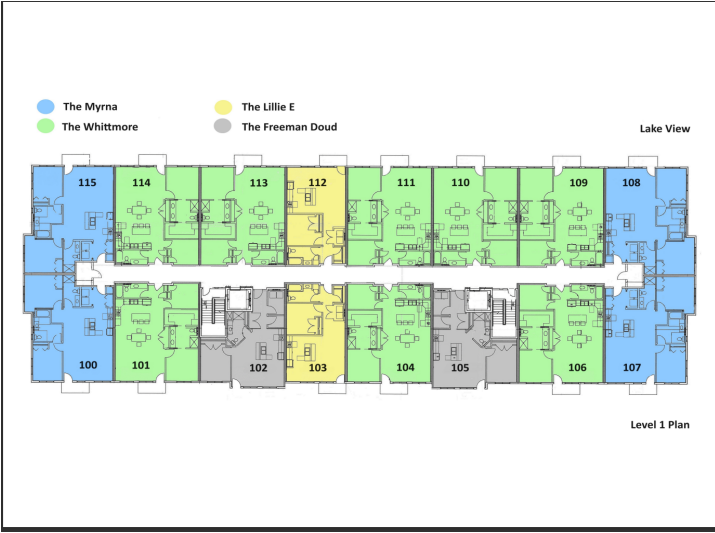 The Myrna
The Lillie E
The Whittmore
The Freeman Doud
Lake View
115 114 113 112 111 110 109 108
100 101 102 103 104 105 106 107
Level 1 Plan